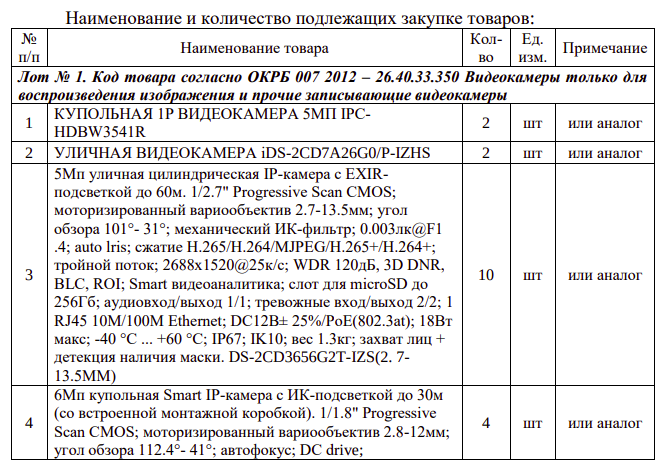 Наименование и количество подлежащих закупке товаров:
№ п/п
Наименование товара
Кол-во
Ед. изм.
Примечание
Лот № 1. Код товара согласно ОКРБ 007 2012 – 26.40.33.350 Видеокамеры только для
воспроизведения изображения и прочие записывающие видеокамеры
1
КУПОЛЬНАЯ 1Р ВИДЕОКАМЕРА 5МП IPC-
HDBW3541R
2
шт
или аналог
2
УЛИЧНАЯ ВИДЕОКАМЕРА iDS-2CD7A26G0/P-IZHS
2
шт
или аналог
3
5Мп уличная цилиндрическая IP-камера с EXIR-
подсветкой до 60м. 1/2.7" Progressive Scan CMOS;
моторизированный вариообъектив 2.7-13.5мм; угол
обзора 101°- 31°; механический ИК-фильтр; 0.003лк@F1
.4; auto lris; сжатие H.265/H.264/MJPEG/H.265+/H.264+;
тройной поток; 2688x1520@25к/с; WDR 120дБ, 3D DNR,
BLC, ROI; Smart видеоаналитика; слот для microSD до
256Гб; аудиовход/выход 1/1; тревожные вход/выход 2/2; 1
RJ45 10M/100M Ethernet; DC12В± 25%/PoE(802.3at); 18Вт
макс; -40 °C ... +60 °C; IP67; IK10; вес 1.3кг; захват лиц +
детекция наличия маски. DS-2CD3656G2T-IZS(2. 7-
13.5MM)
10
шт
или аналог
4
6Мп купольная Smart IP-камера с ИК-подсветкой до 30м
(со встроенной монтажной коробкой). 1/1.8" Progressive
Scan CMOS; моторизированный вариообъектив 2.8-12мм;
угол обзора 112.4°- 41°; автофокус; DC drive;
4
шт
или аналог